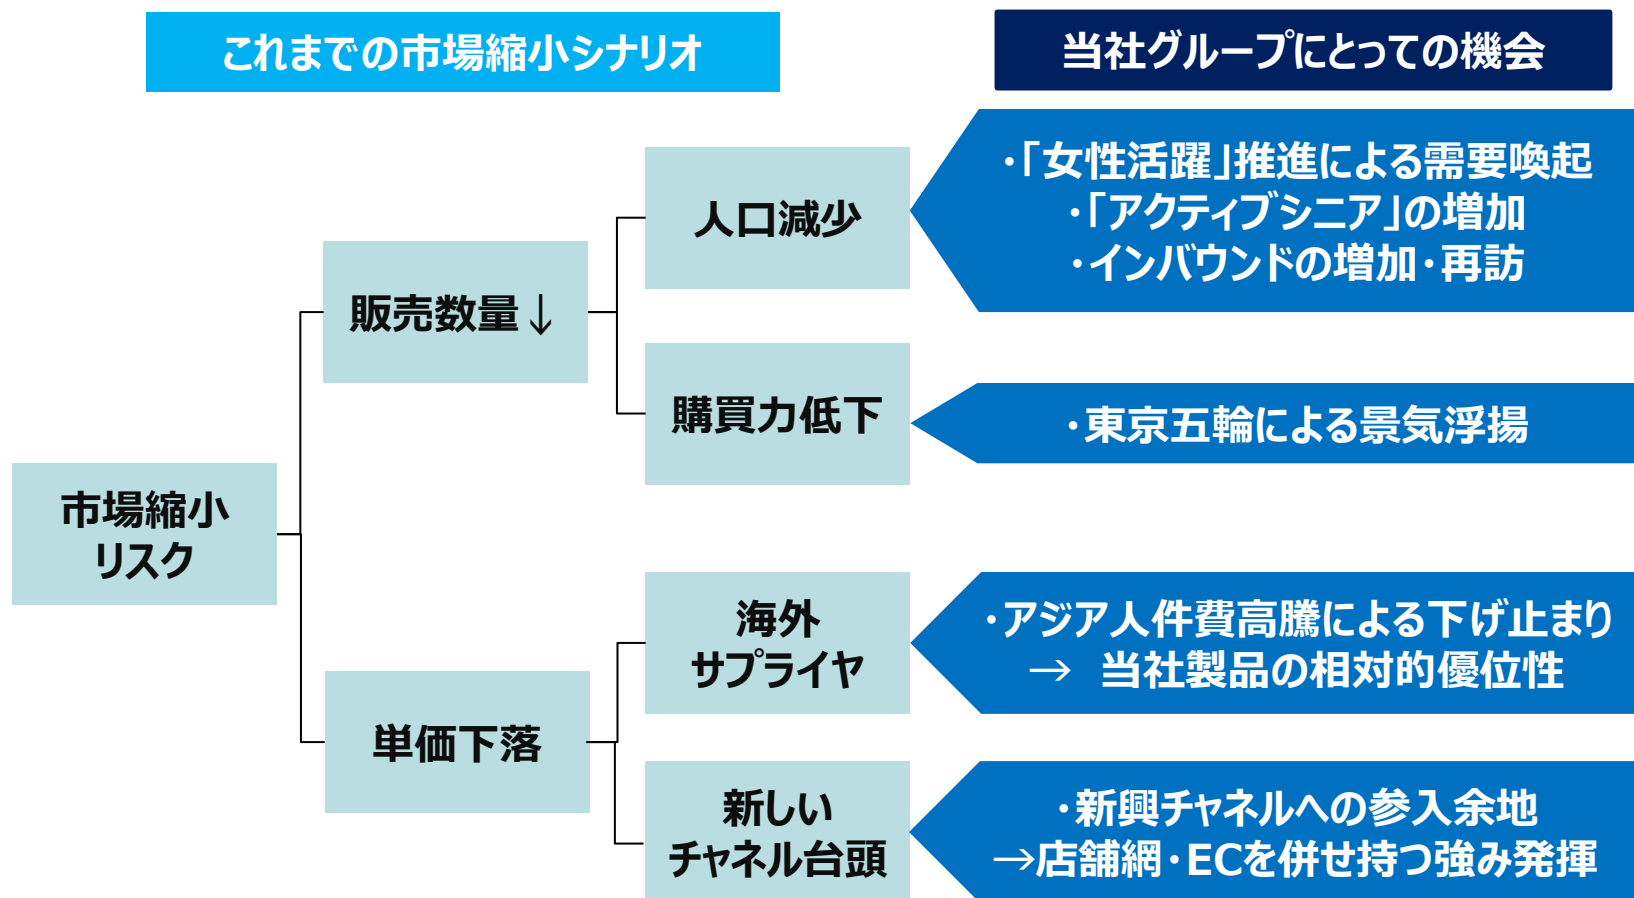 これまでの市場縮小シナリオ
当社グループにとっての機会
市場縮小
リスク
販売数量↓
人口減少
・「女性活躍」推進による需要喚起
・「アクティブシニア」の増加
・インバウンドの増加・再訪
購買力低下
・東京五輪による景気浮揚
単価下落
海外
サプライヤ
・アジア人件費高騰による下げ止まり
→ 当社製品の相対的優位性
新しい
チャネル台頭
・新興チャネルへの参入余地
→店舗網・ECを併せ持つ強み発揮